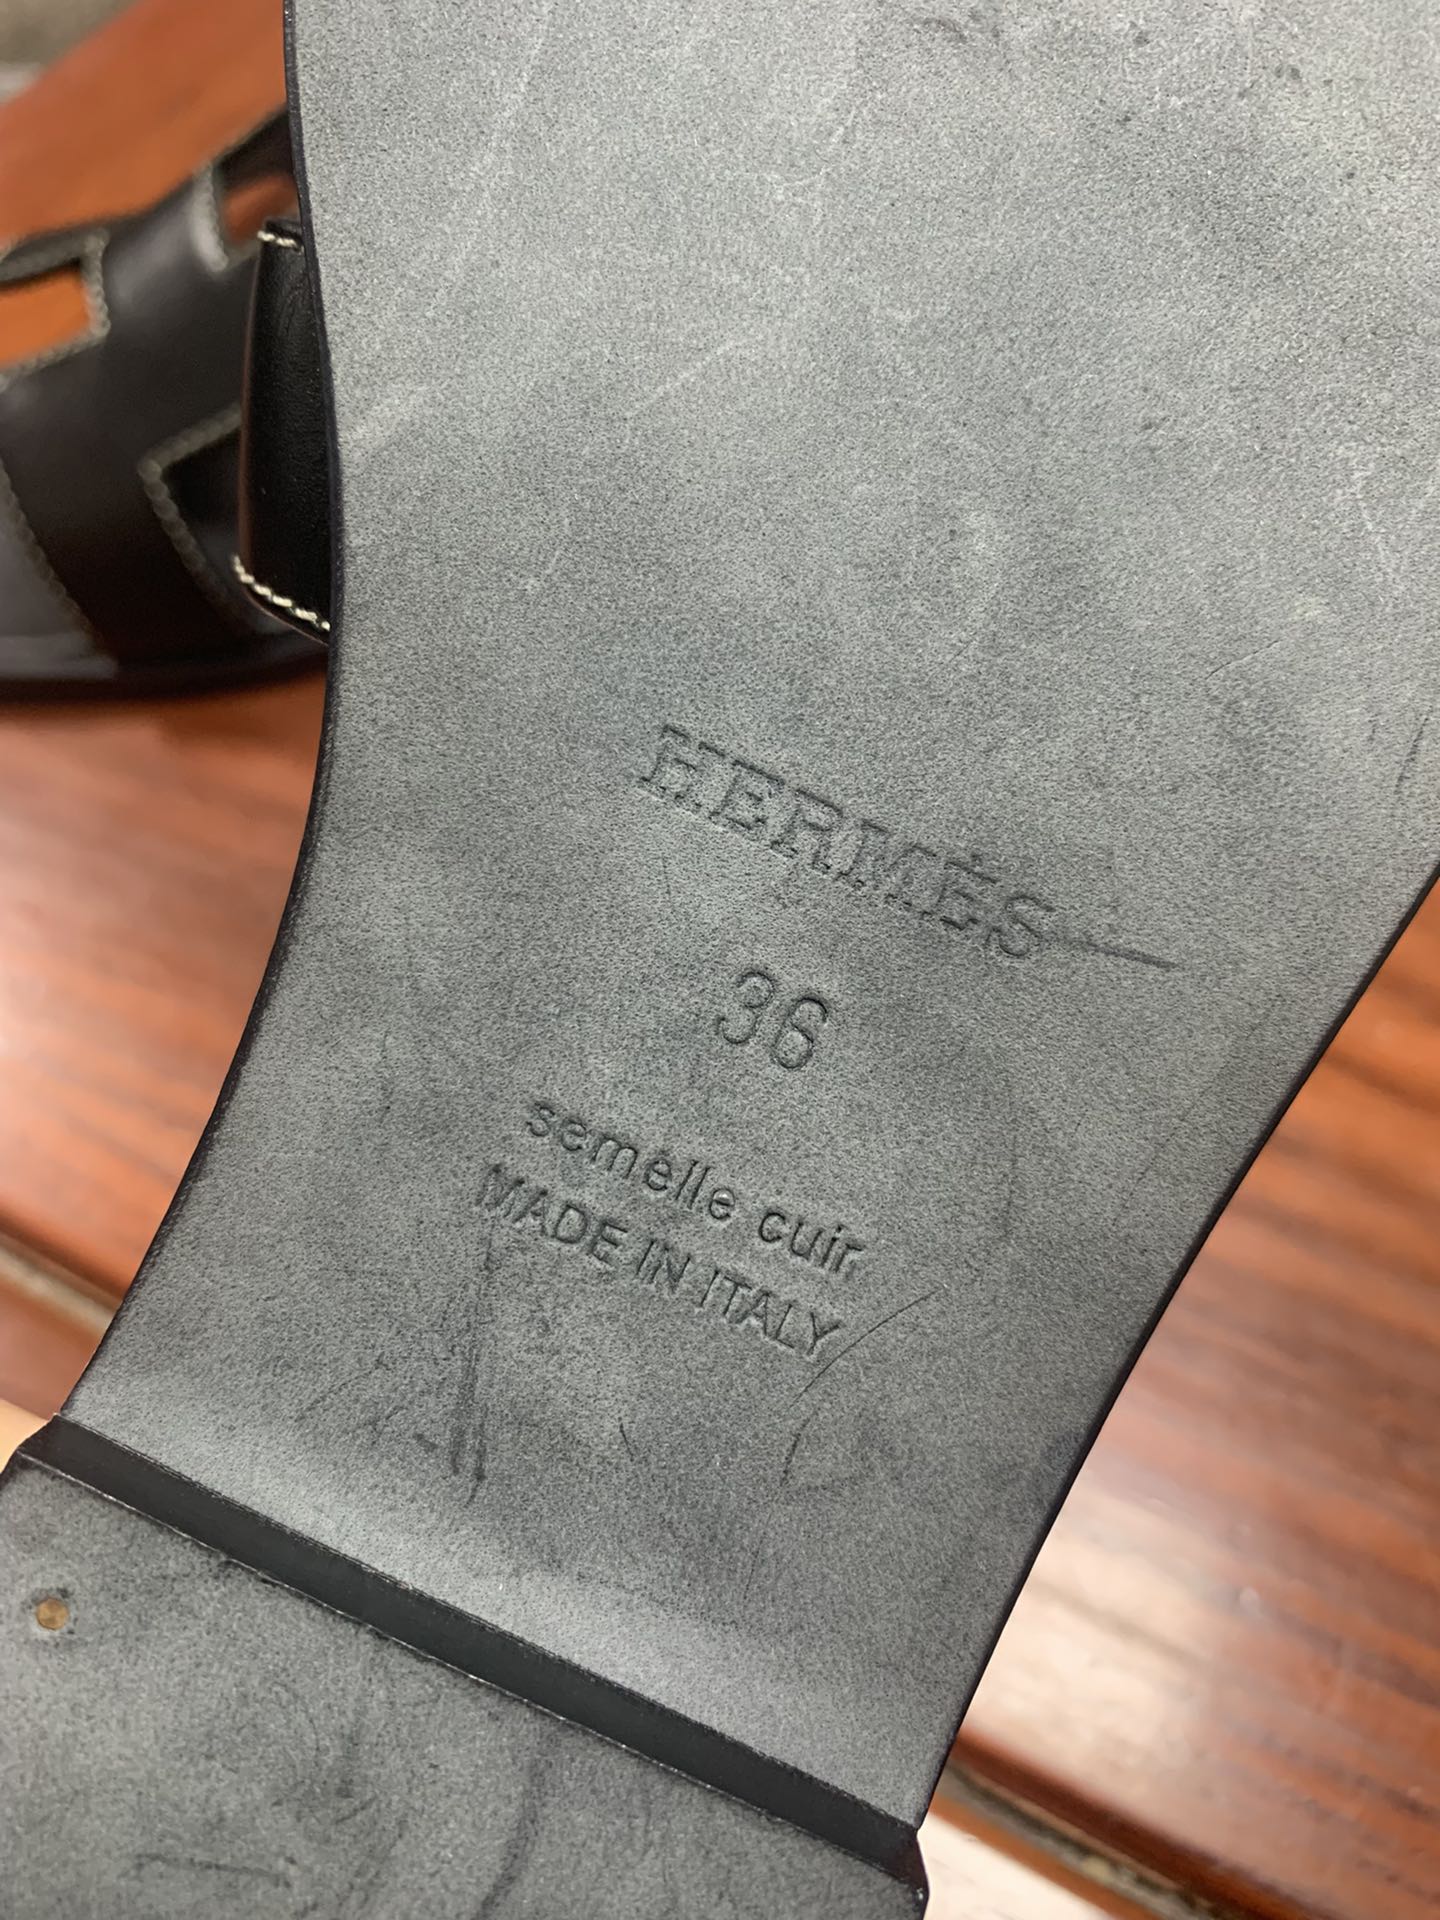 HERMÈS
36
semelle cuir
MADE IN ITALY